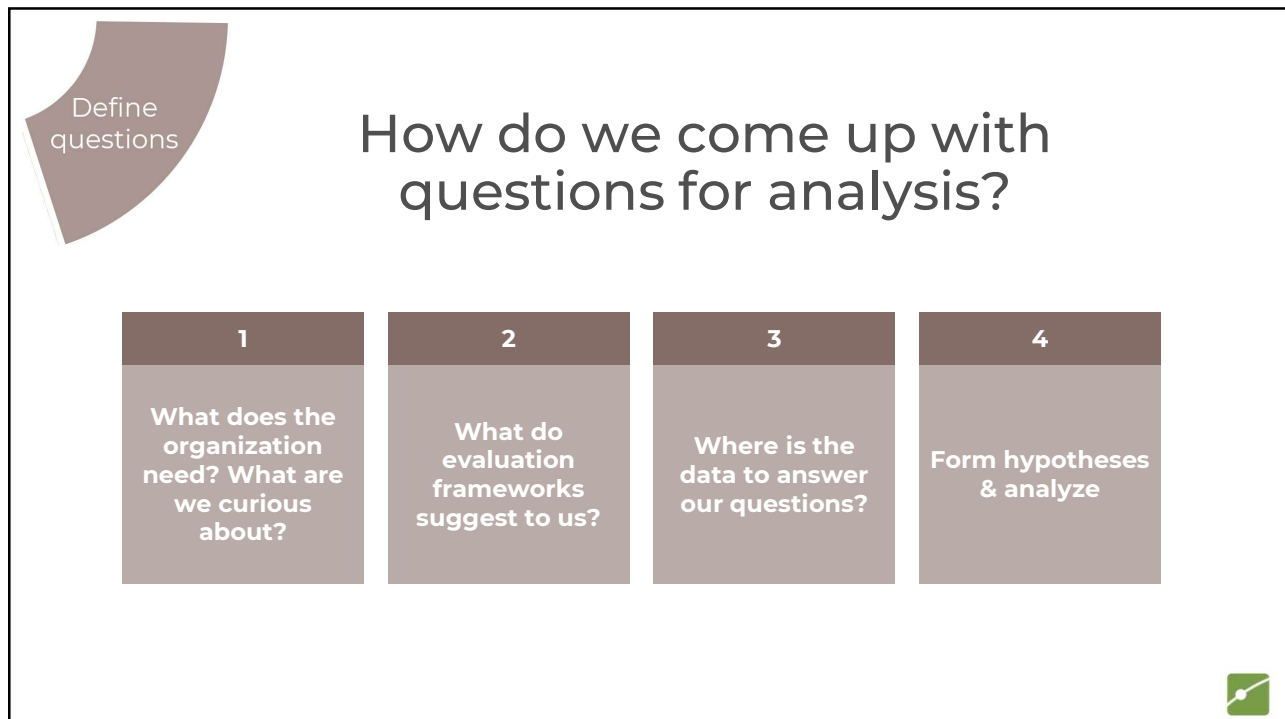 Define
questions
How do we come up with
questions for analysis?
1
What does the
organization
need? What are
we curious
about?
2
What do
evaluation
frameworks
suggest to us?
3
Where is the
data to answer
our questions?
4
Form hypotheses
& analyze